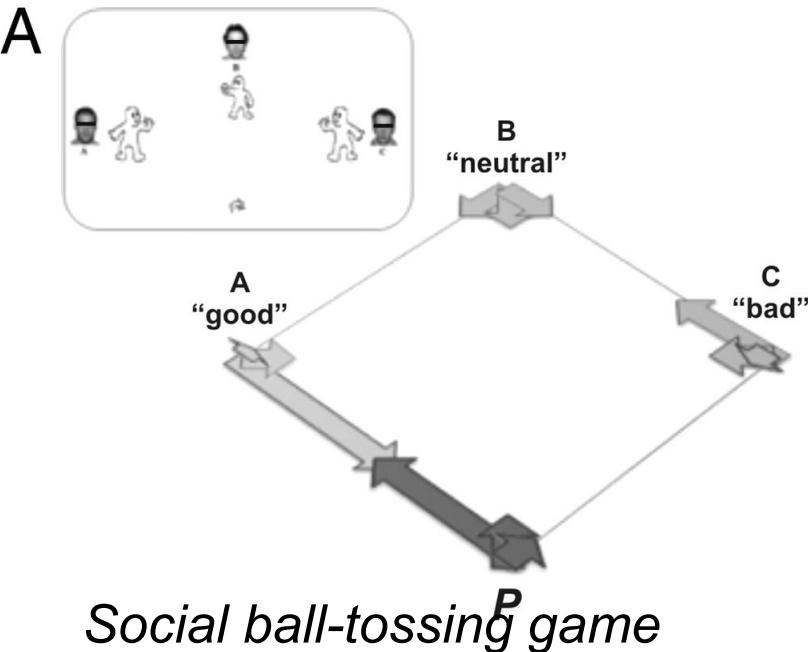 A
B
A
C
B
“neutral”
C
“bad”
A
“good”
P
Social ball-tossing game